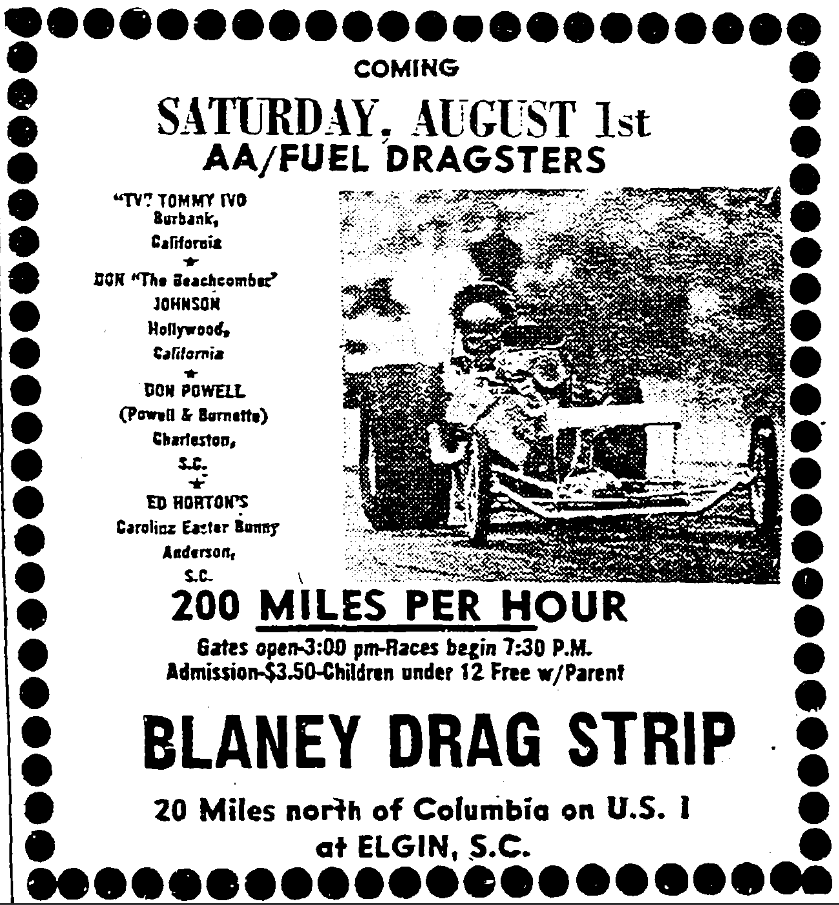 COMING
SATURDAY, AUGUST 1st
AA/FUEL DRAGSTERS
"TV" TOMMY IVO
Burbank,
California
DON "The Beachcomber"
JOHNSON
Hollywood,
California
DON POWELL
(Powell & Burnette)
Charleston,
S.C.
ED HORTON'S
Carolina Easter Bunny
Anderson,
S.C.
200 MILES PER HOUR
Gates open-3:00 pm-Races begin 7:30 P.M.
Admission-$3.50-Children under 12 Free w/Parent
BLANEY DRAG STRIP
20 Miles north of Columbia on U.S. 1
at ELGIN, S.C.